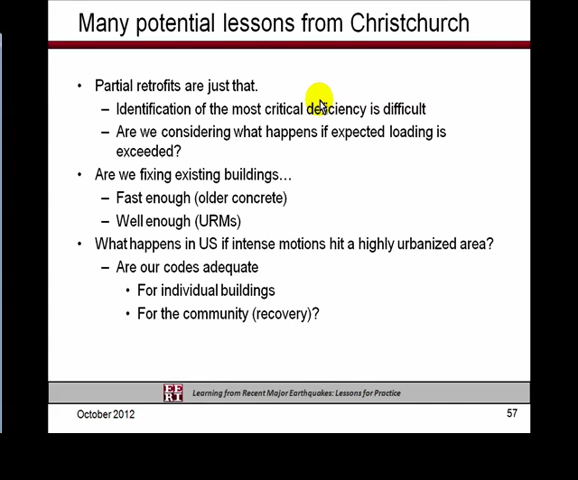 Many potential lessons from Christchurch
• Partial retrofits are just that.
– Identification of the most critical deficiency is difficult
– Are we considering what happens if expected loading is
exceeded?
• Are we fixing existing buildings…
– Fast enough (older concrete)
– Well enough (URMs)
• What happens in US if intense motions hit a highly urbanized area?
– Are our codes adequate
• For individual buildings
• For the community (recovery)?
EE
RI
Learning from Recent Major Earthquakes: Lessons for Practice
October 2012
57